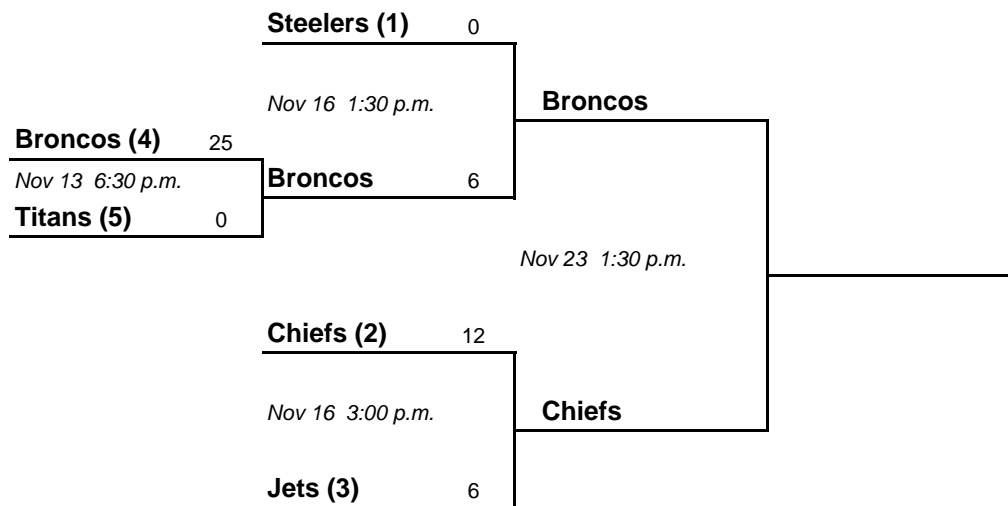 Steelers (1) 0
Nov 16 1:30 p.m.
Broncos
Broncos (4) 25
Nov 13 6:30 p.m.
Broncos 6
Titans (5) 0
Nov 23 1:30 p.m.
Chiefs (2) 12
Nov 16 3:00 p.m.
Chiefs
Jets (3) 6